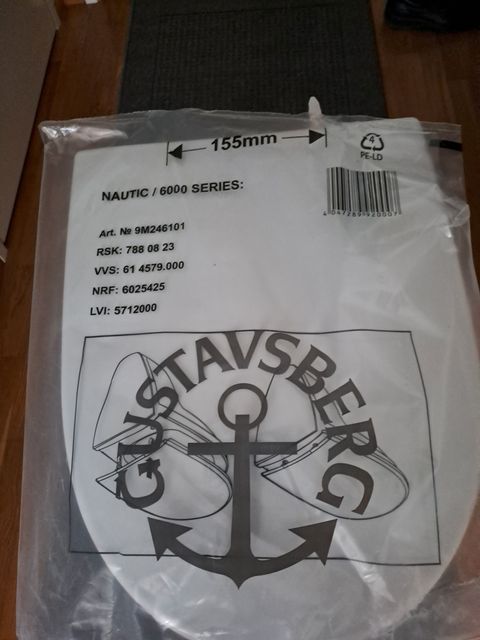 155mm
4
PE-LD
NAUTIC / 6000 SERIES:
4047289920007
Art. № 9M246101
RSK: 788 08 23
VVS: 61 4579.000
NRF: 6025425
LVI: 5712000
GUSTAVSBERG